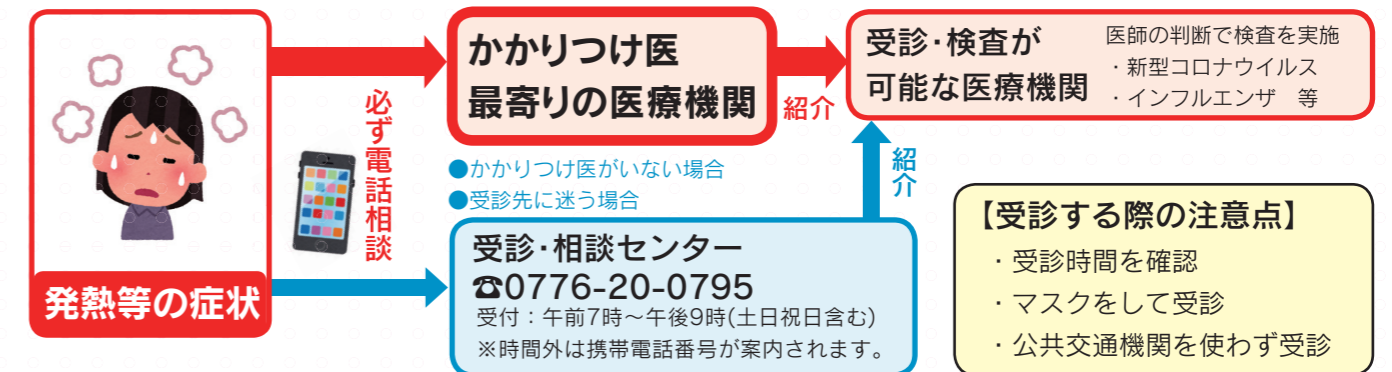 発熱等の症状
必ず電話相談
かかりつけ医
最寄りの医療機関
紹介
受診・検査が
可能な医療機関
医師の判断で検査を実施
・新型コロナウイルス
・インフルエンザ　等
●かかりつけ医がいない場合
●受診先に迷う場合
受診・相談センター
☎0776-20-0795
受付：午前7時～午後9時(土日祝日含む)
※時間外は携帯電話番号が案内されます。
紹介
【受診する際の注意点】
・受診時間を確認
・マスクをして受診
・公共交通機関を使わず受診